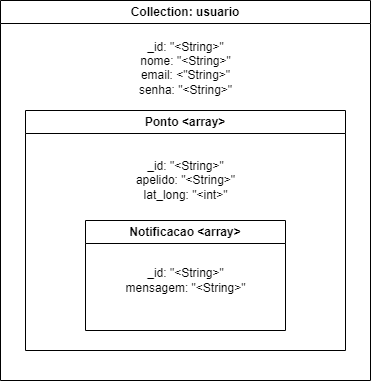 Collection: usuario
_id: "<String>"
nome: "<String>"
email: <"String>"
senha: "<String>"
Ponto <array>
_id: "<String>"
apelido: "<String>"
lat_long: "<int>"
Notificacao <array>
_id: "<String>"
mensagem: "<String>"